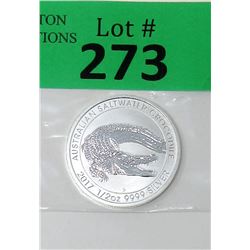 TON
TIONS
Lot #
273
AUSTRALIAN SALTWATER CROCODILE
2017 1/2oz 9999 SILVER